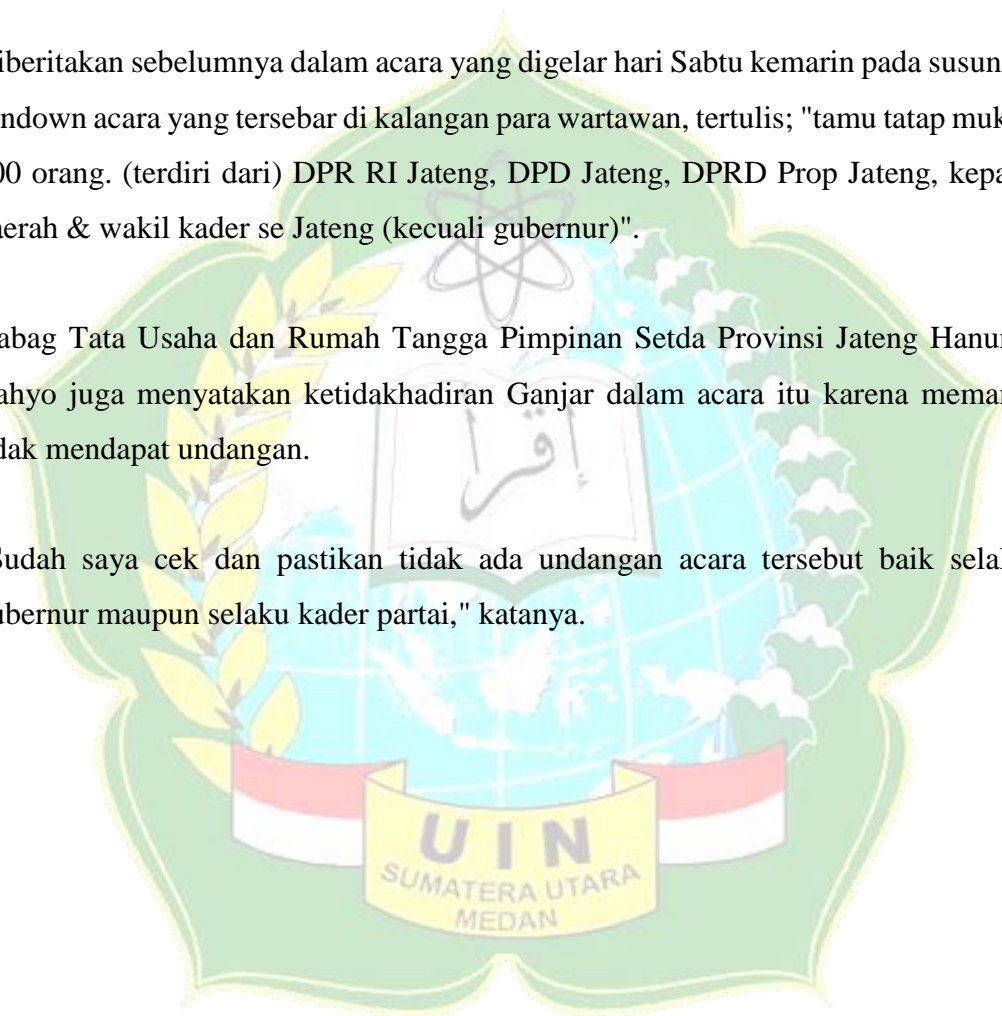 iberitakan sebelumnya dalam acara yang digelar hari Sabtu kemarin pada susun
ndown acara yang tersebar di kalangan para wartawan, tertulis; "tamu tatap muk
00 orang. (terdiri dari) DPR RI Jateng, DPD Jateng, DPRD Prop Jateng, kepa
aerah & wakil kader se Jateng (kecuali gubernur)".
abag Tata Usaha dan Rumah Tangga Pimpinan Setda Provinsi Jateng Hanu
ahyo juga menyatakan ketidakhadiran Ganjar dalam acara itu karena mema
dak mendapat undangan.
Sudah saya cek dan pastikan tidak ada undangan acara tersebut baik sela
ubernur maupun selaku kader partai," katanya.
إقرأ
UIN
SUMATERA UTARA
MEDAN